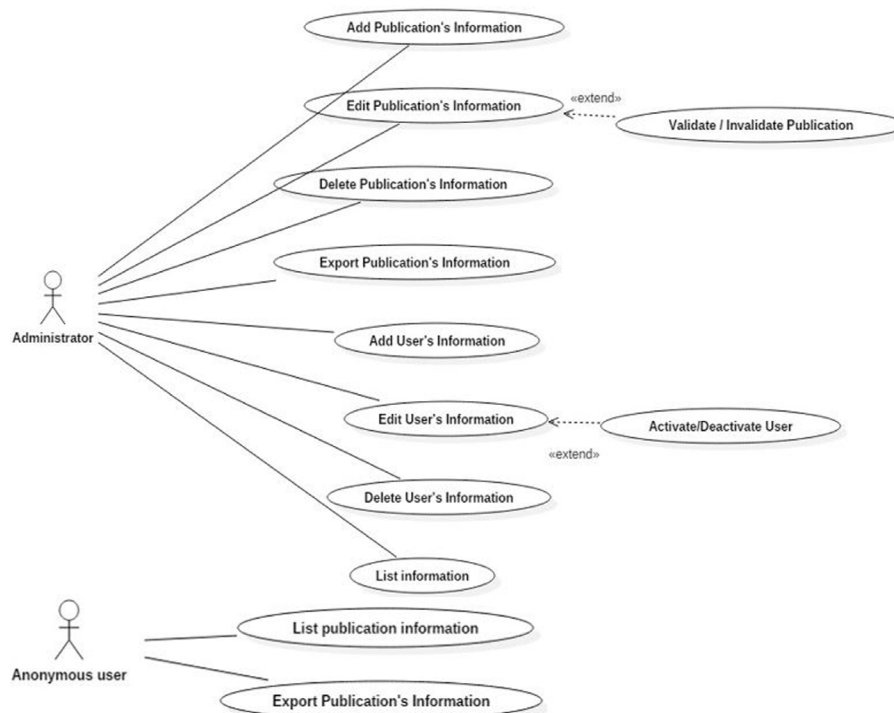 Add Publication's Information
Edit Publication's Information
«extend»
Validate / Invalidate Publication
Delete Publication's Information
Export Publication's Information
Administrator
Add User's Information
Edit User's Information
Activate/Deactivate User
«extend»
Delete User's Information
List information
List publication information
Anonymous user
Export Publication's Information